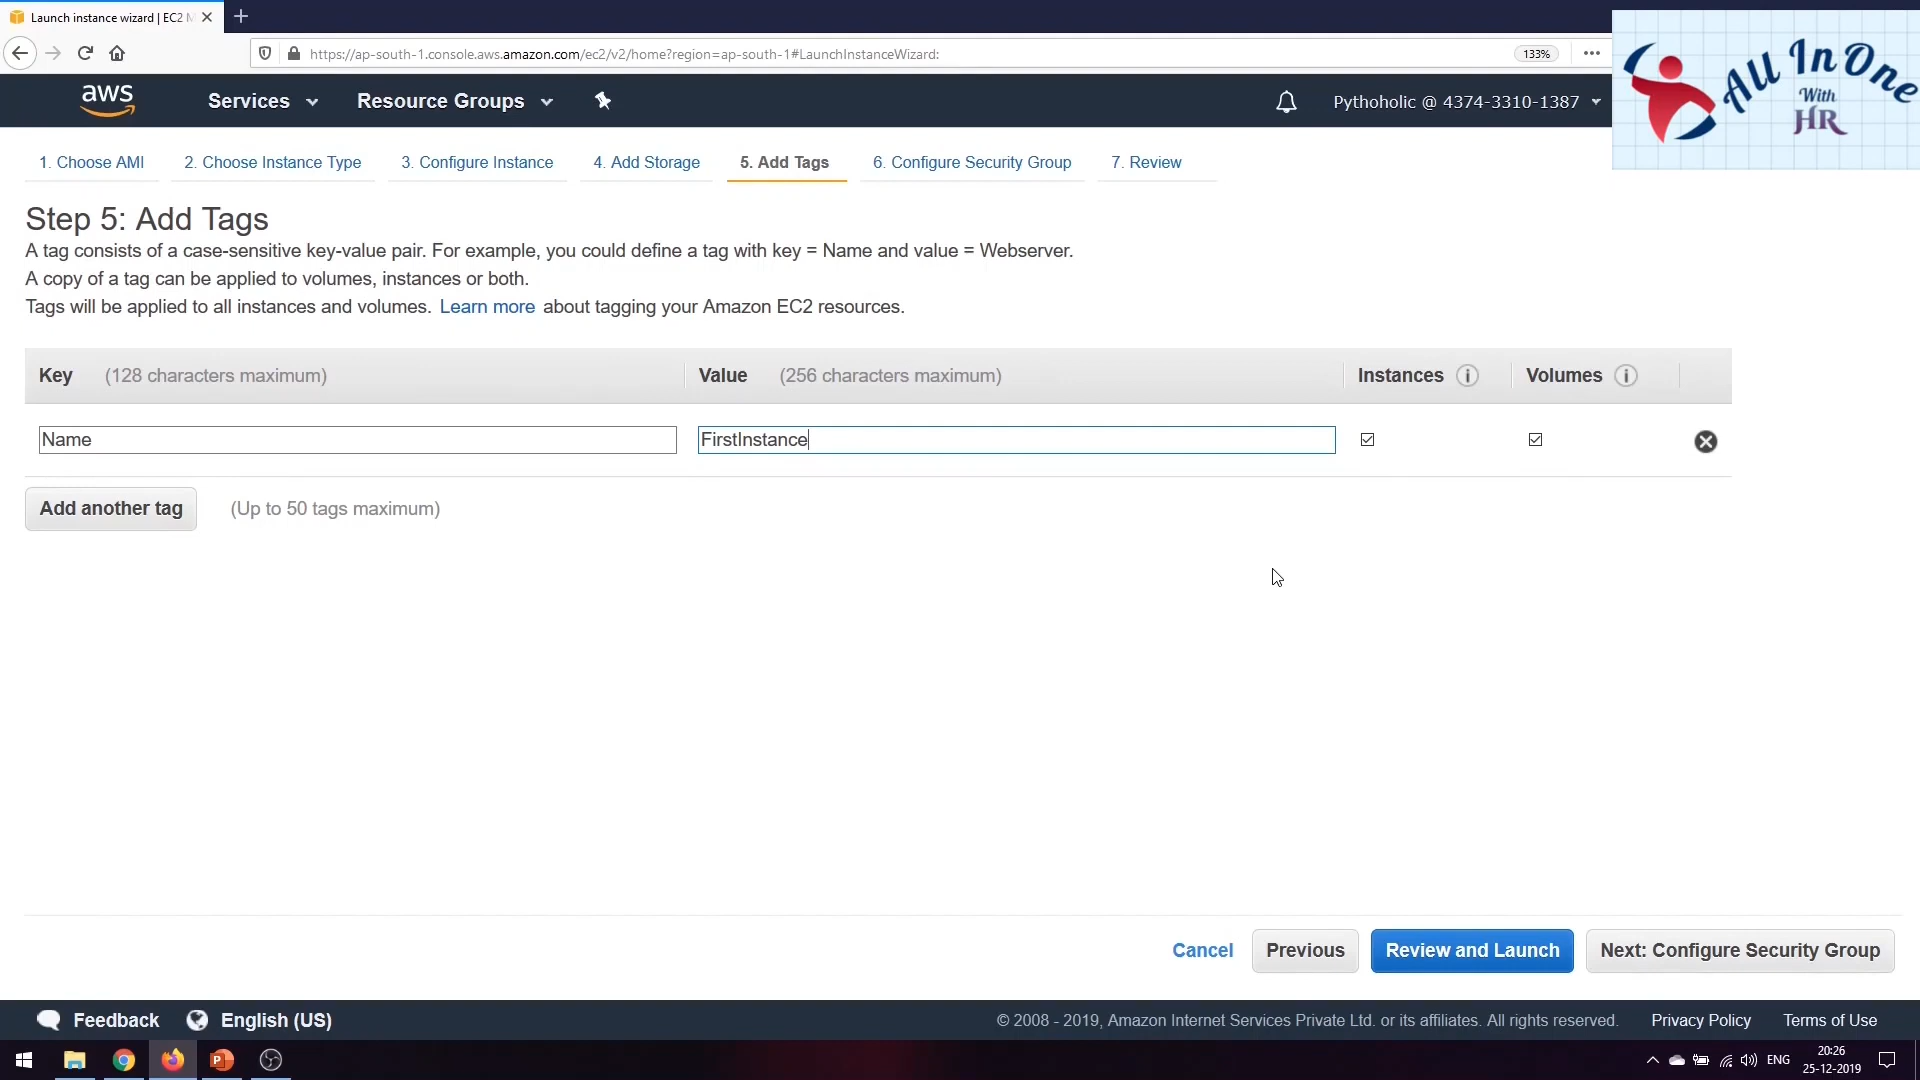 Launch instance wizard | EC2 M
https://ap-south-1.console.aws.amazon.com/ec2/v2/home?region=ap-south-1#LaunchInstanceWizard:
133%
All In One
With
HR
aws
Services
Resource Groups
Pythoholic @ 4374-3310-1387
1. Choose AMI
2. Choose Instance Type
3. Configure Instance
4. Add Storage
5. Add Tags
6. Configure Security Group
7. Review
Step 5: Add Tags
A tag consists of a case-sensitive key-value pair. For example, you could define a tag with key = Name and value = Webserver.
A copy of a tag can be applied to volumes, instances or both.
Tags will be applied to all instances and volumes. Learn more about tagging your Amazon EC2 resources.
Key (128 characters maximum)
Value (256 characters maximum)
Instances
Volumes
Name
FirstInstance
Add another tag
(Up to 50 tags maximum)
Cancel
Previous
Review and Launch
Next: Configure Security Group
Feedback
English (US)
© 2008 - 2019, Amazon Internet Services Private Ltd. or its affiliates. All rights reserved.
Privacy Policy
Terms of Use
ENG
20:26
25-12-2019